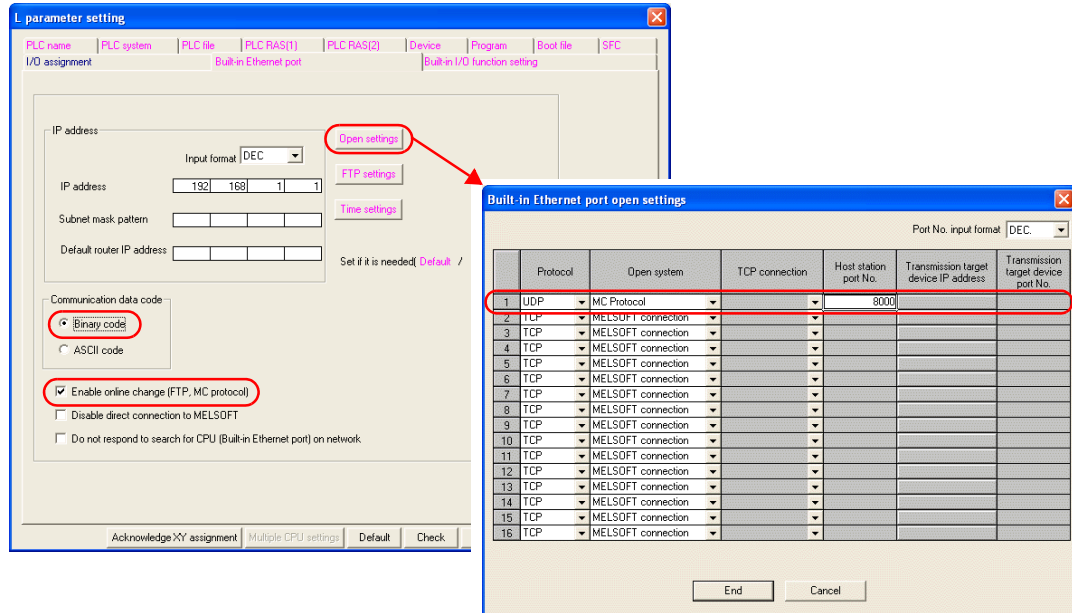 L parameter setting
PLC name PLC system PLC file PLC RAS(1) PLC RAS(2) Device Program Boot file SFC
I/O assignment Built-in Ethernet port Built-in I/O function setting
IP address
Input format DEC
IP address 192 168 1 1
Subnet mask pattern
Default router IP address
Open settings
FTP settings
Time settings
Set if it is needed( Default /
Communication data code
Binary code
ASCII code
Enable online change (FTP, MC protocol)
Disable direct connection to MELSOFT
Do not respond to search for CPU (Built-in Ethernet port) on network
Acknowledge XY assignment Multiple CPU settings Default Check
Built-in Ethernet port open settings
Port No. input format DEC.
Protocol Open system TCP connection Host station port No. Transmission target device IP address Transmission target device port No.
1 UDP MC Protocol 8000
2 TCP MELSOFT connection
3 TCP MELSOFT connection
4 TCP MELSOFT connection
5 TCP MELSOFT connection
6 TCP MELSOFT connection
7 TCP MELSOFT connection
8 TCP MELSOFT connection
9 TCP MELSOFT connection
10 TCP MELSOFT connection
11 TCP MELSOFT connection
12 TCP MELSOFT connection
13 TCP MELSOFT connection
14 TCP MELSOFT connection
15 TCP MELSOFT connection
16 TCP MELSOFT connection
End Cancel